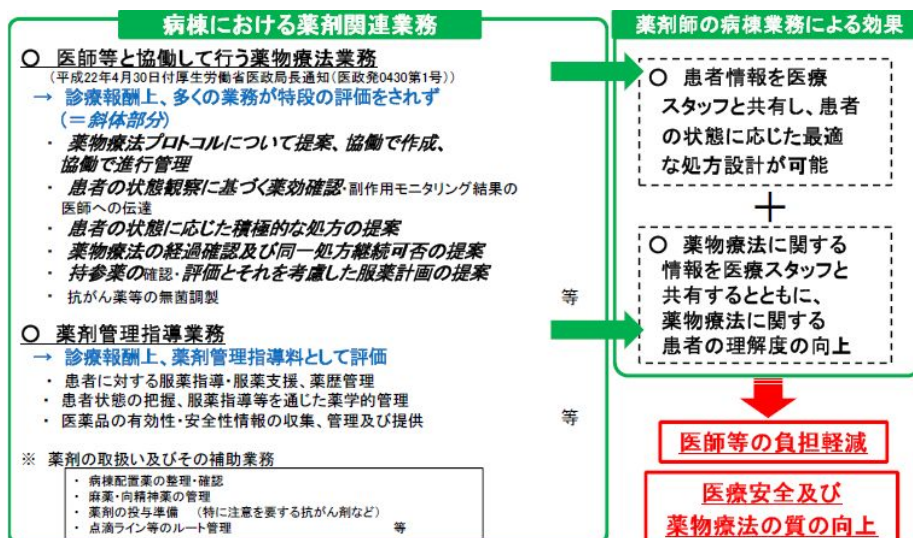 病棟における薬剤関連業務
○ 医師等と協働して行う薬物療法業務
（平成22年4月30日付厚生労働省医政局長通知（医政発0430第1号））
→ 診療報酬上、多くの業務が特段の評価をされず
（＝斜体部分）
・ 薬物療法プロトコルについて提案、協働で作成、
協働で進行管理
・ 患者の状態観察に基づく薬効確認・副作用モニタリング結果の
医師への伝達
・ 患者の状態に応じた積極的な処方の提案
・ 薬物療法の経過確認及び同一処方継続可否の提案
・ 持参薬の確認・評価とそれを考慮した服薬計画の提案
・ 抗がん薬等の無菌調製 等
○ 薬剤管理指導業務
→ 診療報酬上、薬剤管理指導料として評価
・ 患者に対する服薬指導・服薬支援、薬歴管理
・ 患者状態の把握、服薬指導等を通じた薬学的管理
・ 医薬品の有効性・安全性情報の収集、管理及び提供 等
※ 薬剤の取扱い及びその補助業務
・ 病棟配置薬の整理・確認
・ 麻薬・向精神薬の管理
・ 薬剤の投与準備 （特に注意を要する抗がん剤など）
・ 点滴ライン等のルート管理 等
薬剤師の病棟業務による効果
○ 患者情報を医療
スタッフと共有し、患者
の状態に応じた最適
な処方設計が可能
＋
○ 薬物療法に関する
情報を医療スタッフと
共有するとともに、
薬物療法に関する
患者の理解度の向上
医師等の負担軽減
医療安全及び
薬物療法の質の向上